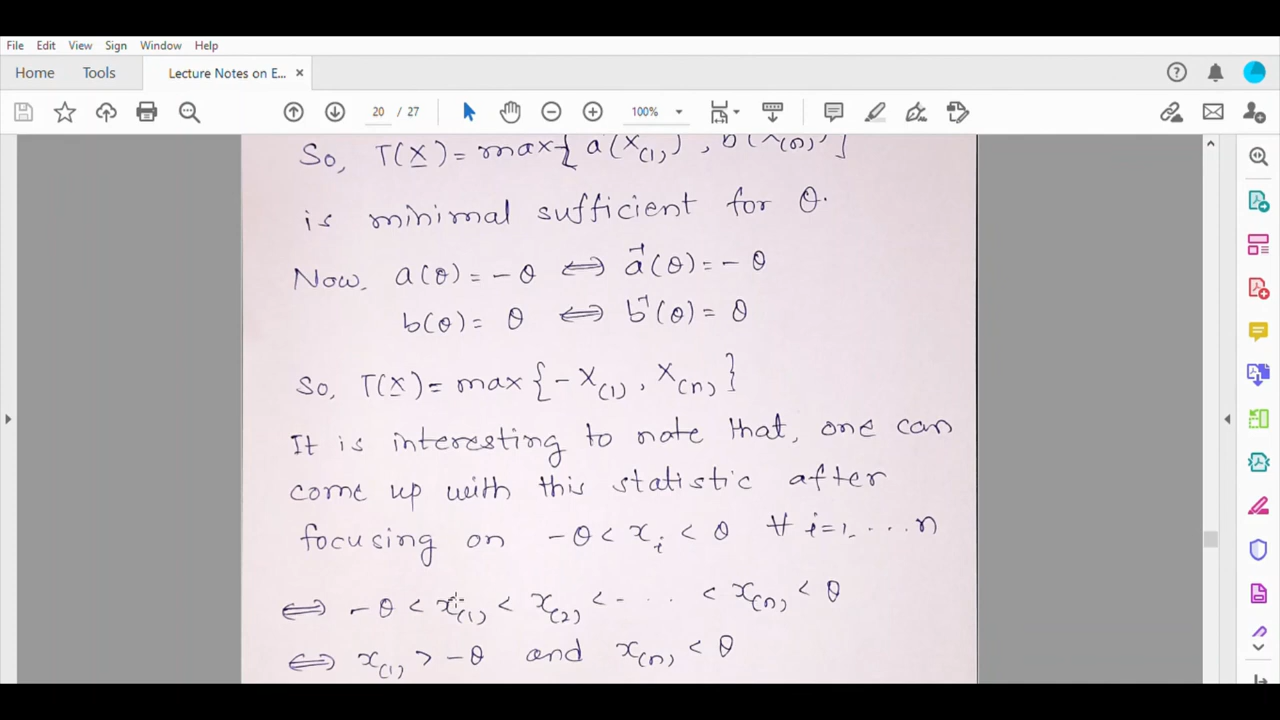 File Edit View Sign Window Help
Home Tools Lecture Notes on E... ×
20 / 27 100%
So, T(X) = max{ a(X(1)), b(X(n)) }
is minimal sufficient for θ.
Now, a(θ) = -θ ⟺ a⁻¹(θ) = -θ
b(θ) = θ ⟺ b⁻¹(θ) = θ
So, T(X) = max { -X(1), X(n) }
It is interesting to note that, one can
come up with this statistic after
focusing on -θ < xᵢ < θ ∀ i=1, ... n
⟺ -θ < x(1) < x(2) < - ... < x(n) < θ
⟺ x(1) > -θ and x(n) < θ